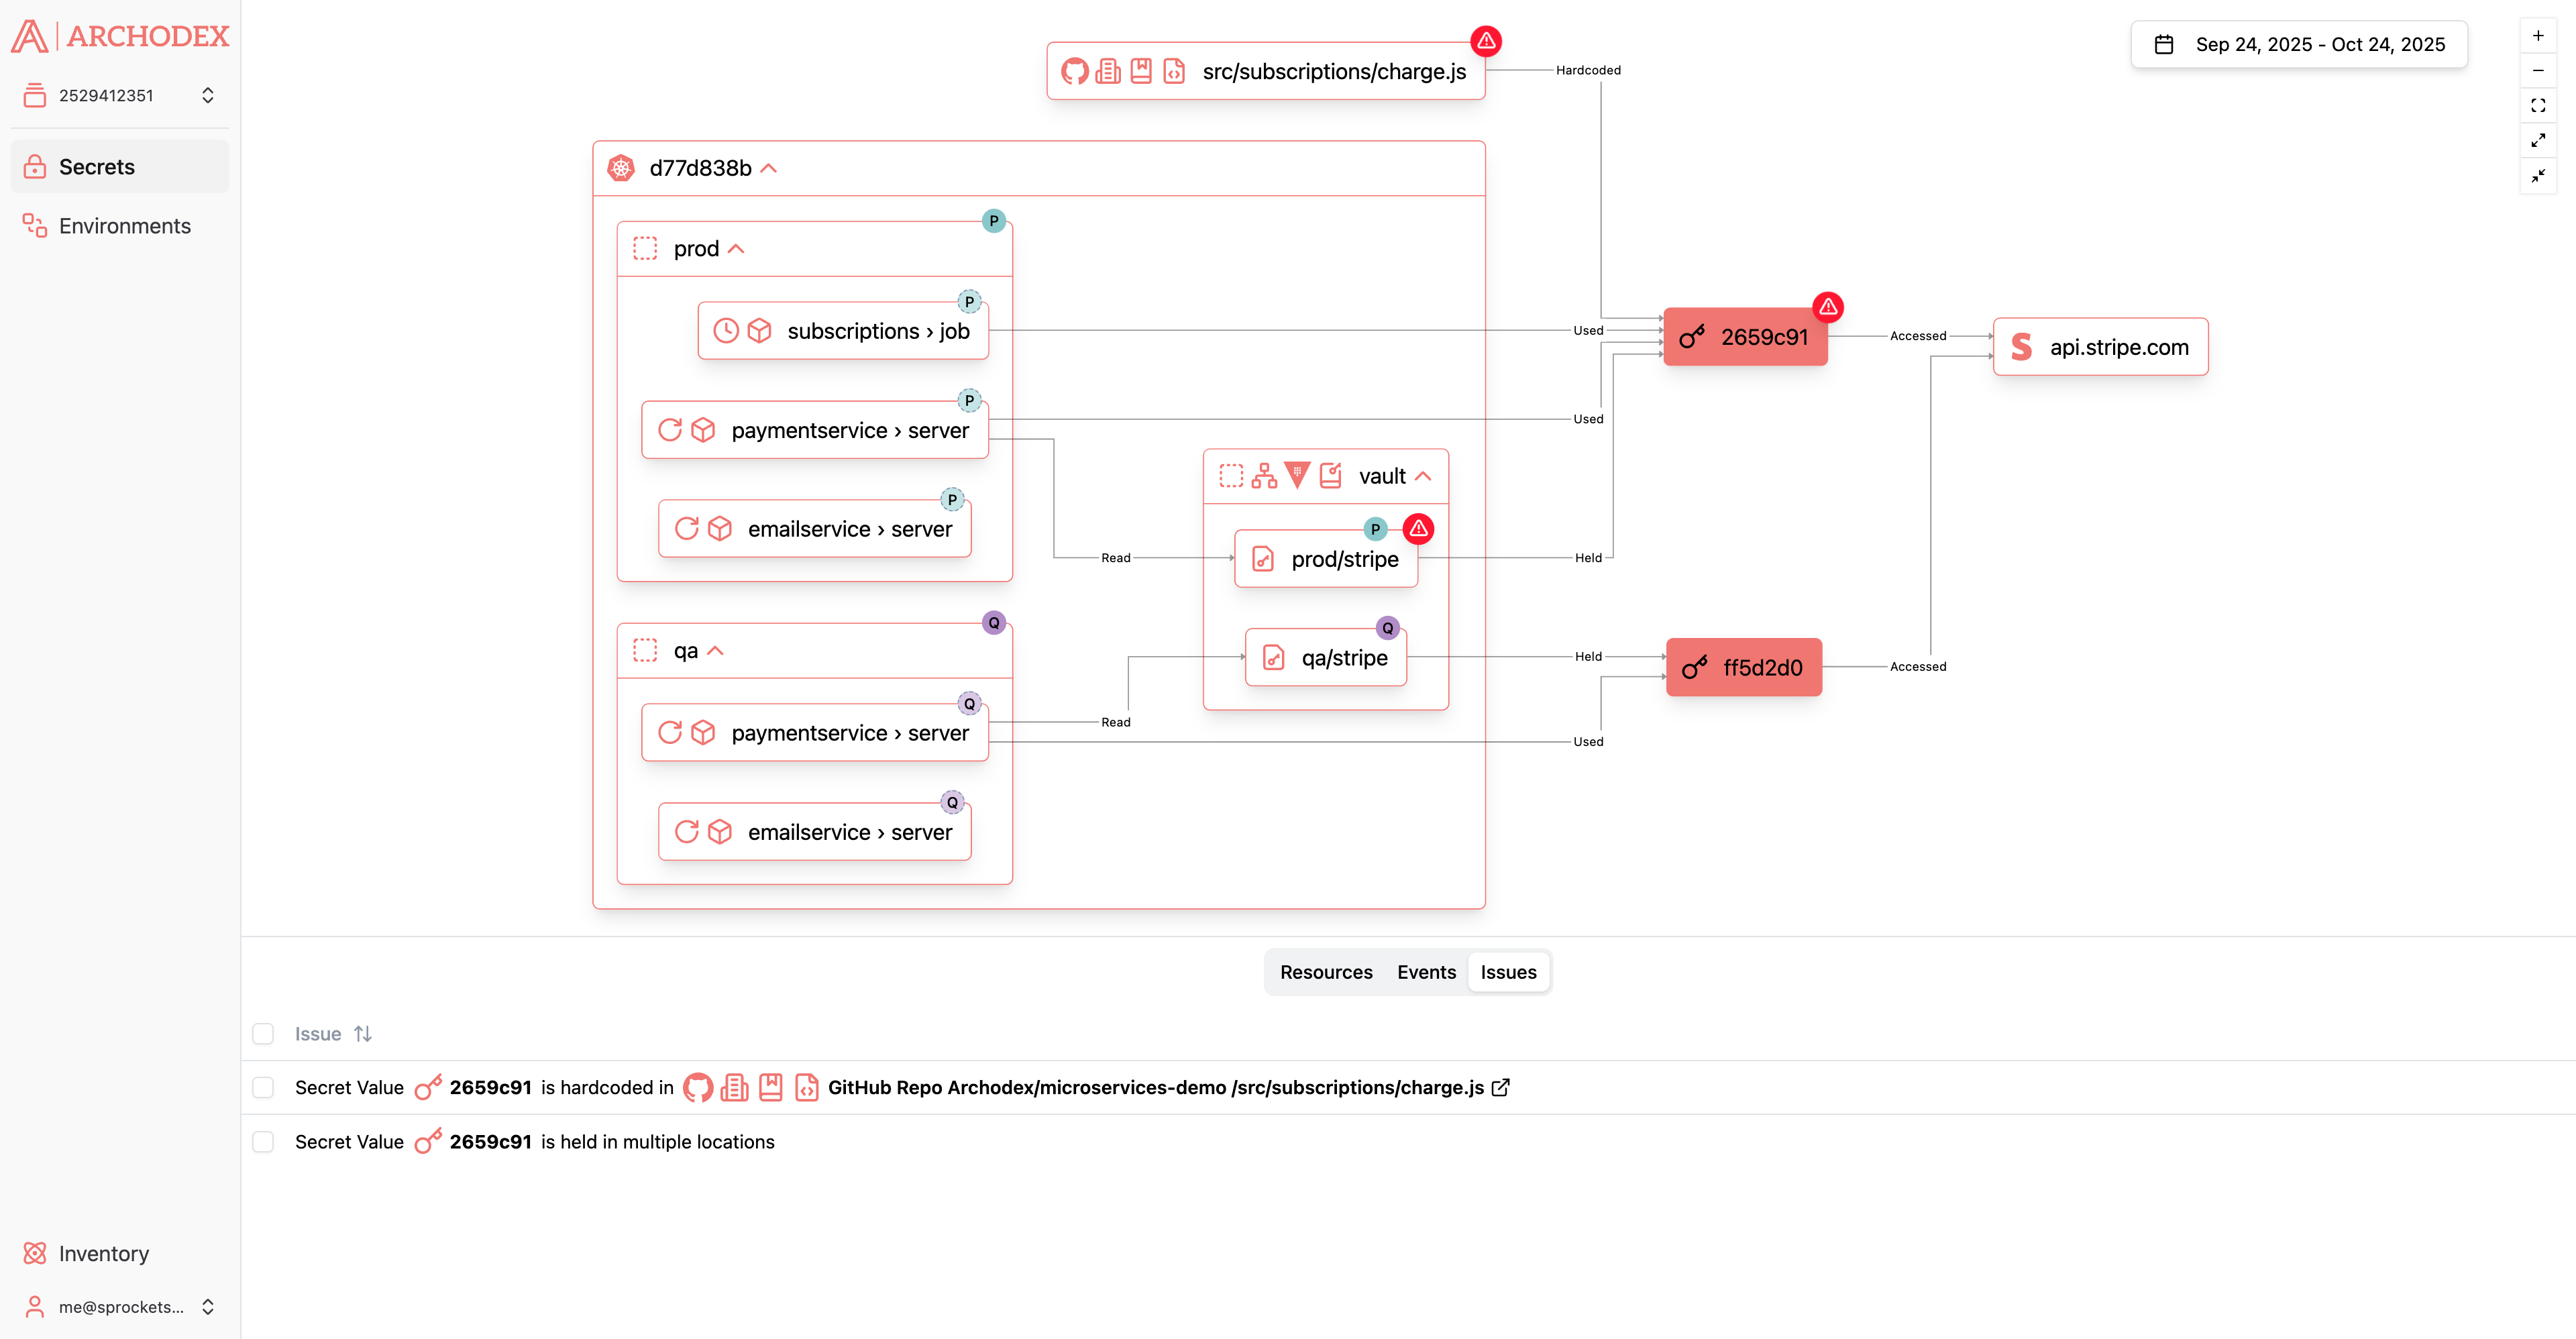 ARCHODEX
2529412351
Secrets
Environments
Inventory
me@sprockets...
Sep 24, 2025 - Oct 24, 2025
src/subscriptions/charge.js
Hardcoded
d77d838b
P
prod
P
subscriptions › job
Used
2659c91
Accessed
S api.stripe.com
P
paymentservice › server
Used
vault
P
emailservice › server
Read
P
prod/stripe
Held
Q
qa
Q
qa/stripe
Held
ff5d2d0
Accessed
Q
paymentservice › server
Read
Used
Q
emailservice › server
Resources Events Issues
Issue
Secret Value 2659c91 is hardcoded in GitHub Repo Archodex/microservices-demo /src/subscriptions/charge.js
Secret Value 2659c91 is held in multiple locations